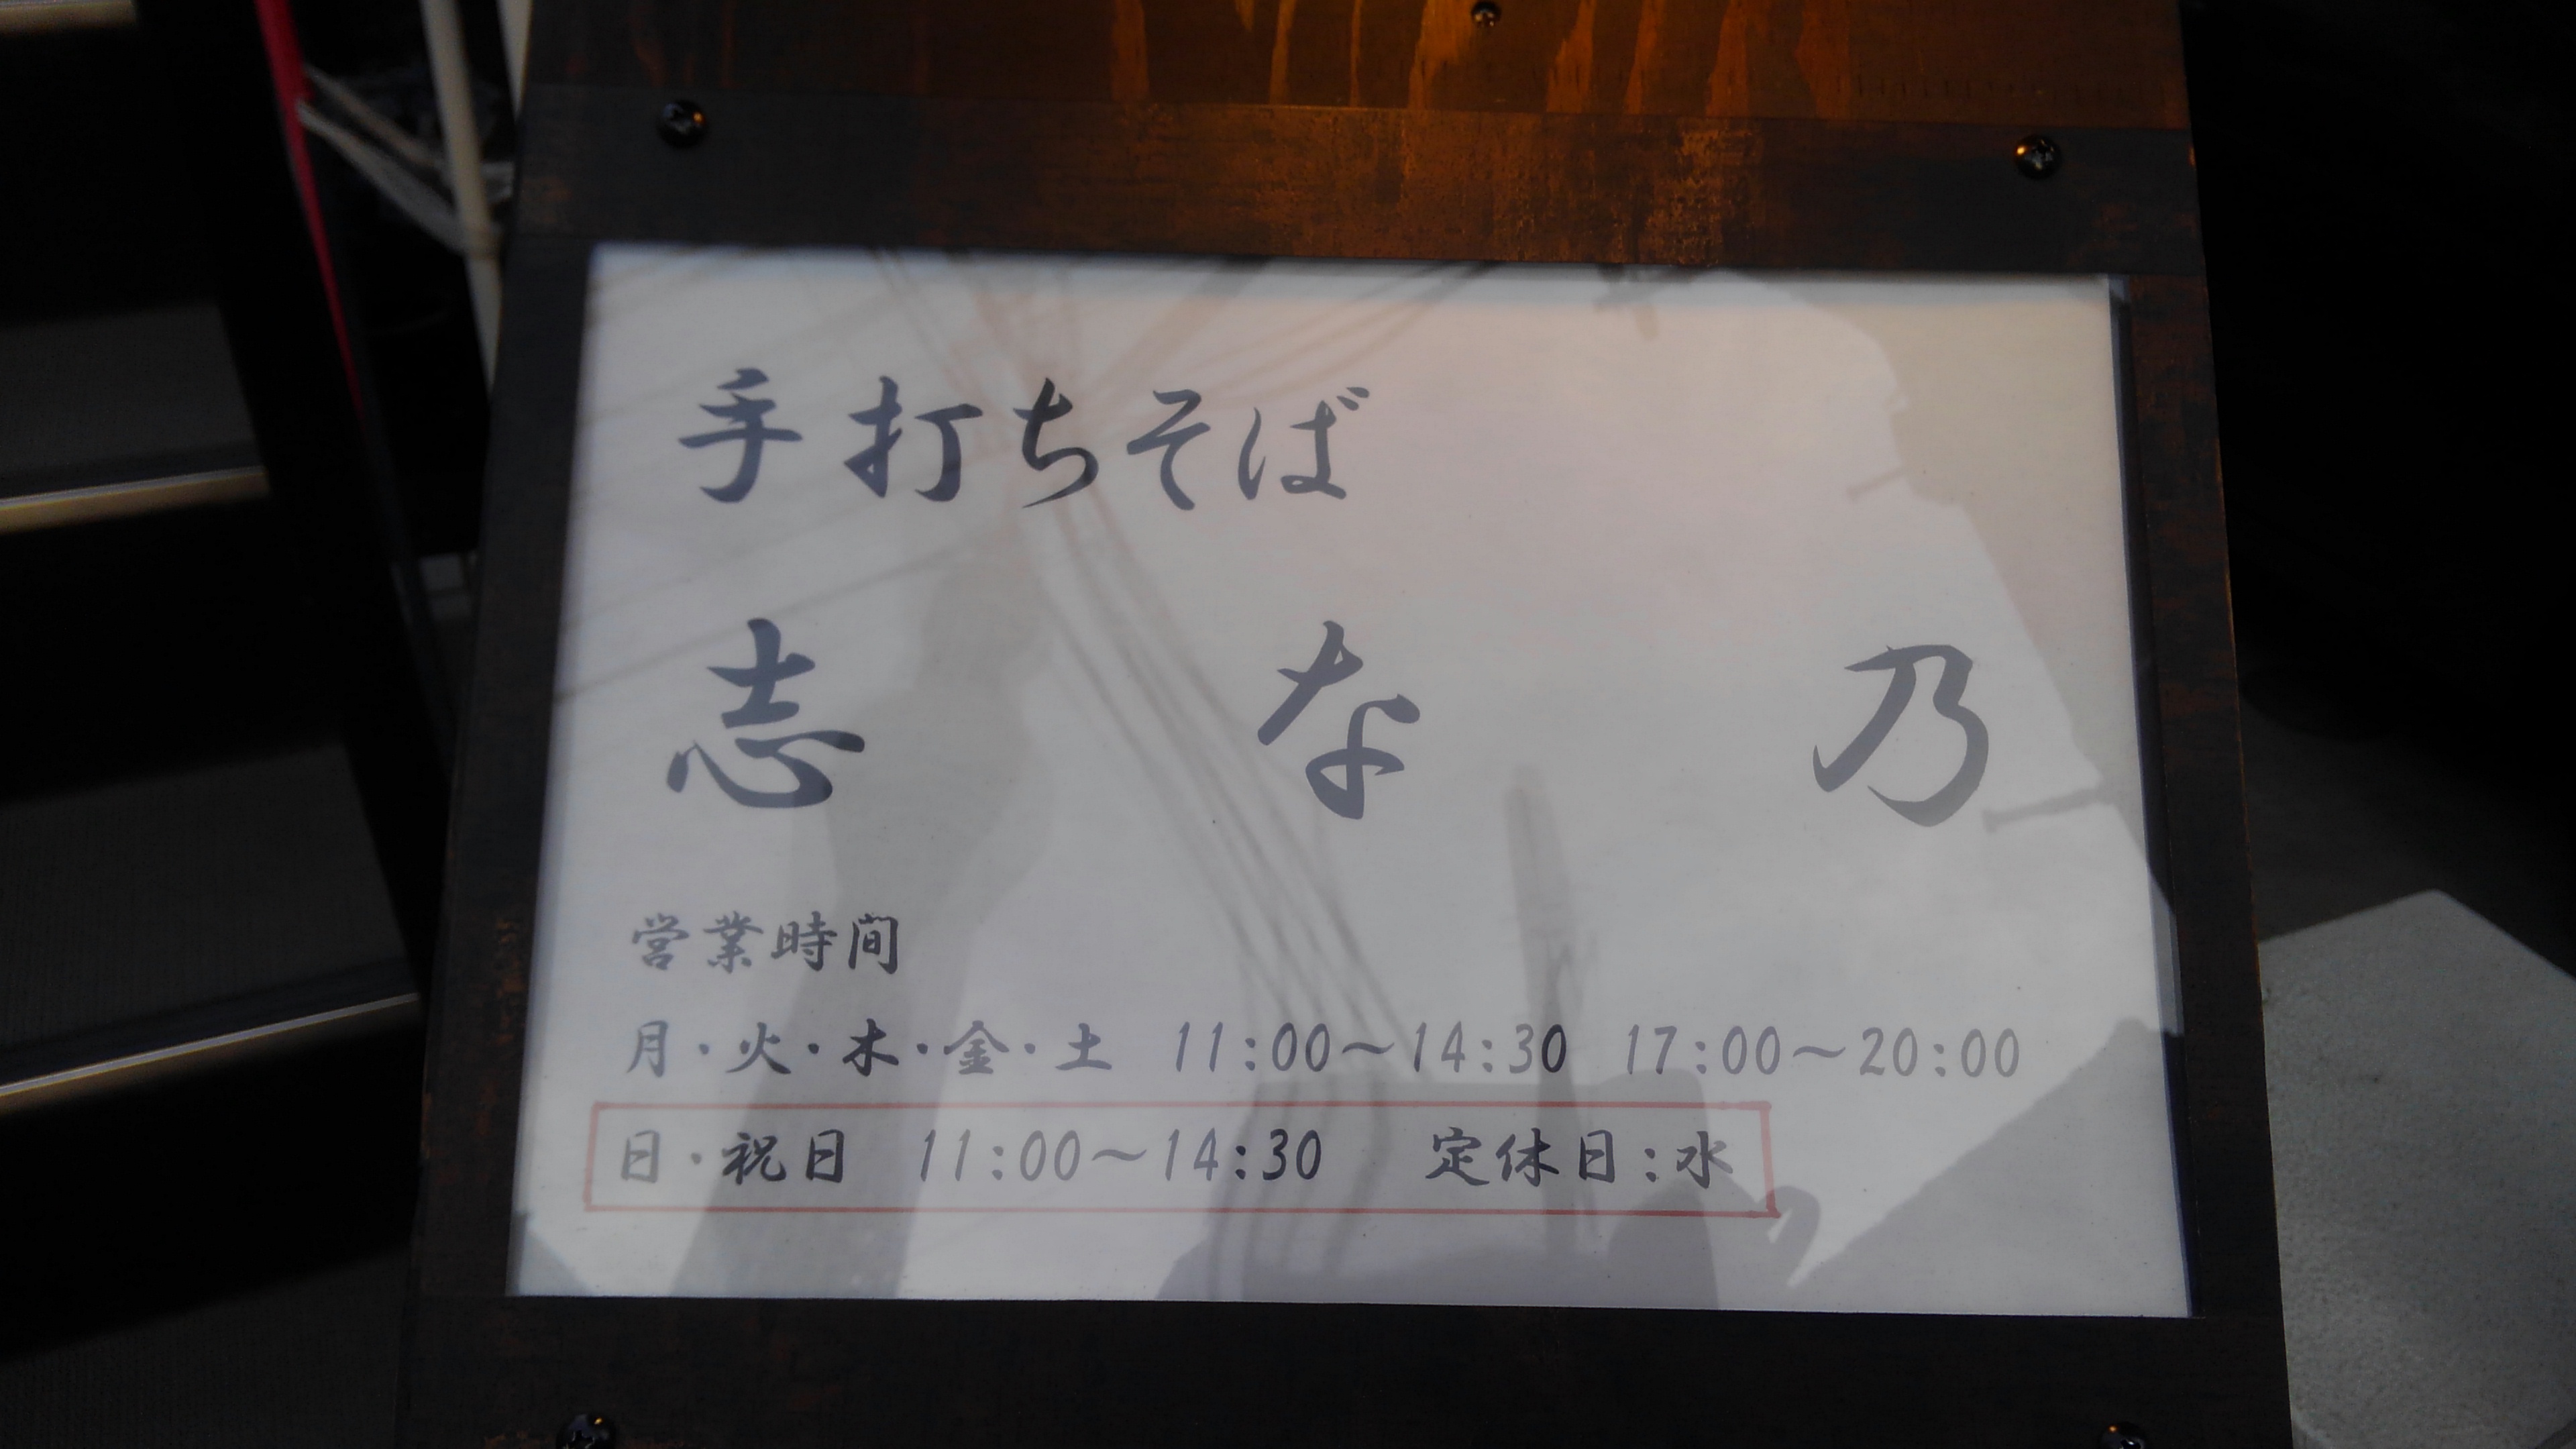 手打ちそば
志な乃
営業時間
月・火・木・金・土 11:00～14:30 17:00～20:00
日・祝日 11:00～14:30 定休日:水